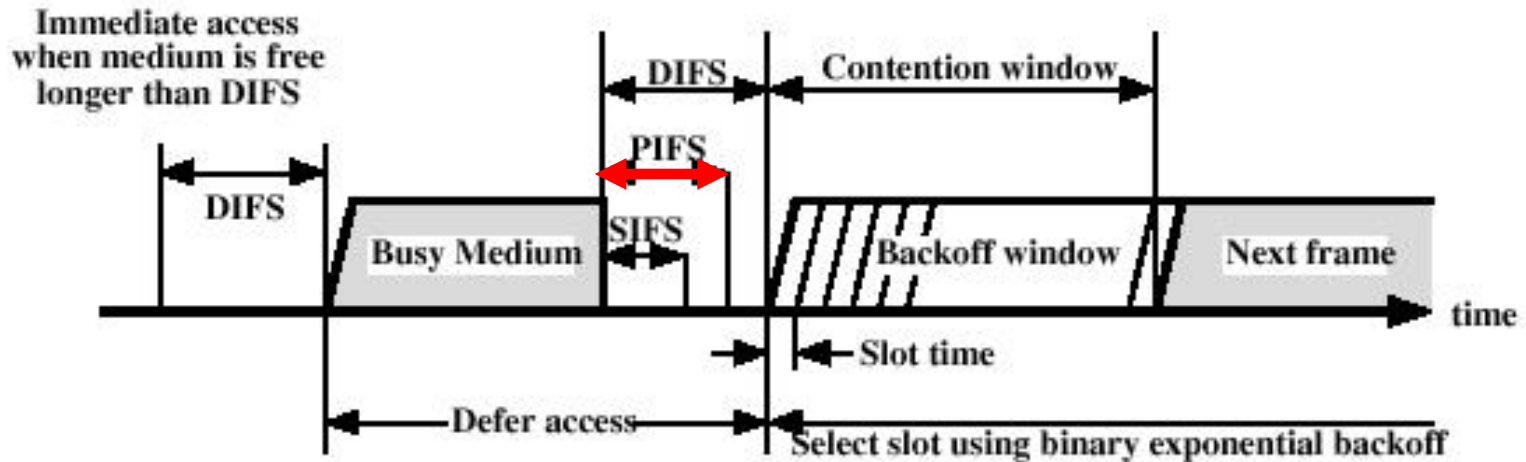 Immediate access
when medium is free
longer than DIFS
DIFS
Contention window
PIFS
DIFS
SIFS
Busy Medium
Backoff window
Next frame
time
Slot time
Defer access
Select slot using binary exponential backoff